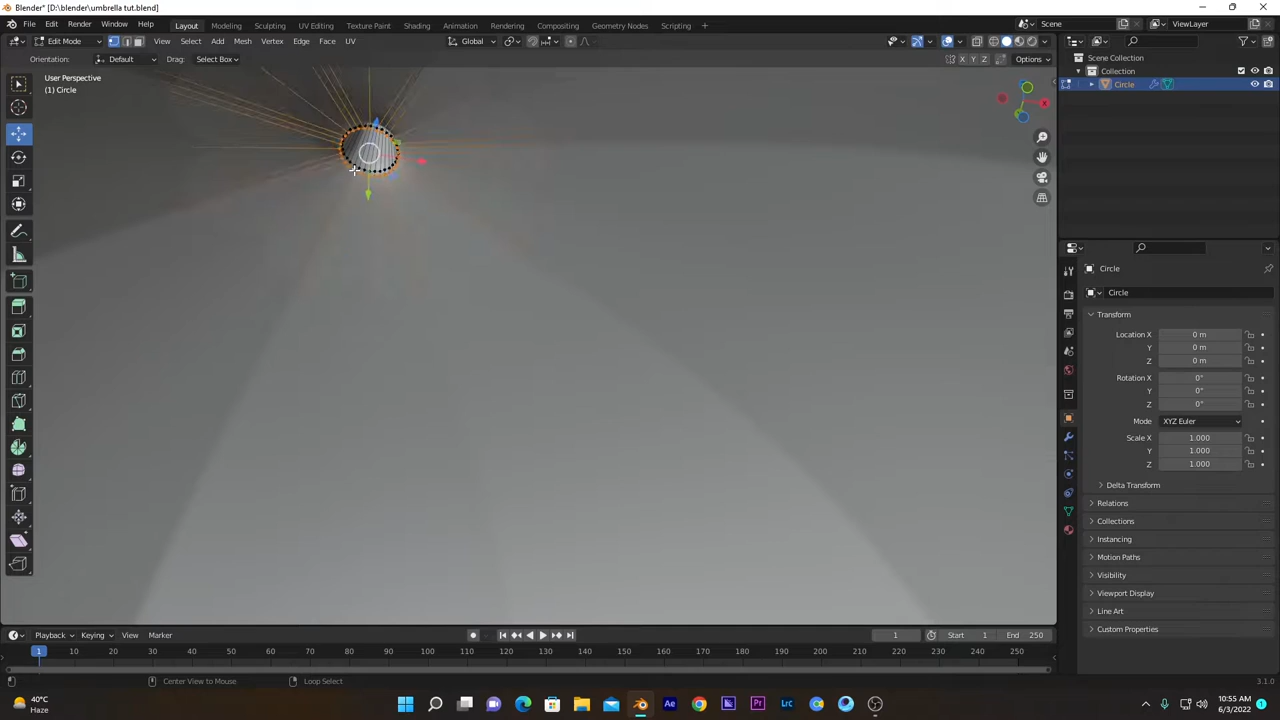 Blender* [D:\blender\umbrella tut.blend]
File Edit Render Window Help Layout Modeling Sculpting UV Editing Texture Paint Shading Animation Rendering Compositing Geometry Nodes Scripting Scene ViewLayer
Edit Mode View Select Add Mesh Vertex Edge Face UV Global
Orientation: Default Drag: Select Box X Y Z Options
User Perspective
(1) Circle
Scene Collection
Collection
Circle
Circle
Circle
Transform
Location X 0 m
Y 0 m
Z 0 m
Rotation X 0°
Y 0°
Z 0°
Mode XYZ Euler
Scale X 1.000
Y 1.000
Z 1.000
Delta Transform
Relations
Collections
Instancing
Motion Paths
Visibility
Viewport Display
Line Art
Custom Properties
Playback Keying View Marker 1 Start 1 End 250
1 10 20 30 40 50 60 70 80 90 100 110 120 130 140 150 160 170 180 190 200 210 220 230 240 250
Center View to Mouse Loop Select 3.1.0
40°C
Haze
Ae Pr Lrc
10:55 AM
6/3/2022